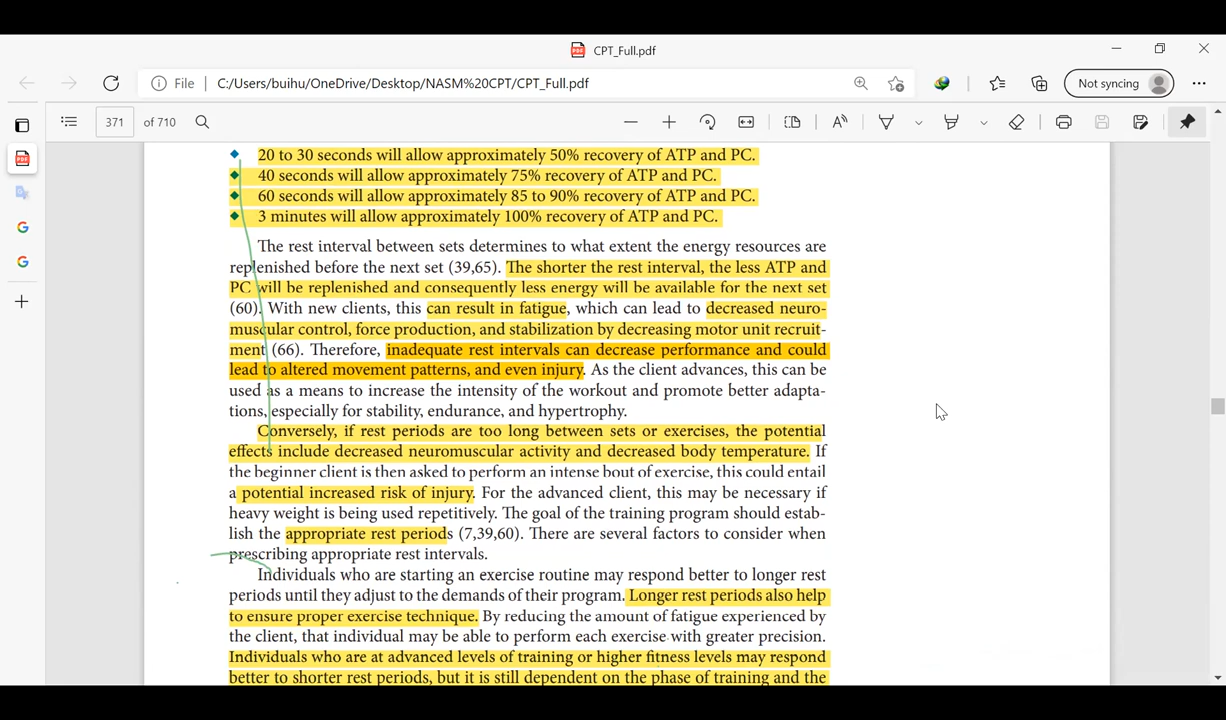 CPT_Full.pdf
File | C:/Users/buihu/OneDrive/Desktop/NASM%20CPT/CPT_Full.pdf
Not syncing
371 of 710
20 to 30 seconds will allow approximately 50% recovery of ATP and PC.
40 seconds will allow approximately 75% recovery of ATP and PC.
60 seconds will allow approximately 85 to 90% recovery of ATP and PC.
3 minutes will allow approximately 100% recovery of ATP and PC.
The rest interval between sets determines to what extent the energy resources are
replenished before the next set (39,65). The shorter the rest interval, the less ATP and
PC will be replenished and consequently less energy will be available for the next set
(60). With new clients, this can result in fatigue, which can lead to decreased neuro-
muscular control, force production, and stabilization by decreasing motor unit recruit-
ment (66). Therefore, inadequate rest intervals can decrease performance and could
lead to altered movement patterns, and even injury. As the client advances, this can be
used as a means to increase the intensity of the workout and promote better adapta-
tions, especially for stability, endurance, and hypertrophy.
Conversely, if rest periods are too long between sets or exercises, the potential
effects include decreased neuromuscular activity and decreased body temperature. If
the beginner client is then asked to perform an intense bout of exercise, this could entail
a potential increased risk of injury. For the advanced client, this may be necessary if
heavy weight is being used repetitively. The goal of the training program should estab-
lish the appropriate rest periods (7,39,60). There are several factors to consider when
prescribing appropriate rest intervals.
Individuals who are starting an exercise routine may respond better to longer rest
periods until they adjust to the demands of their program. Longer rest periods also help
to ensure proper exercise technique. By reducing the amount of fatigue experienced by
the client, that individual may be able to perform each exercise with greater precision.
Individuals who are at advanced levels of training or higher fitness levels may respond
better to shorter rest periods, but it is still dependent on the phase of training and the